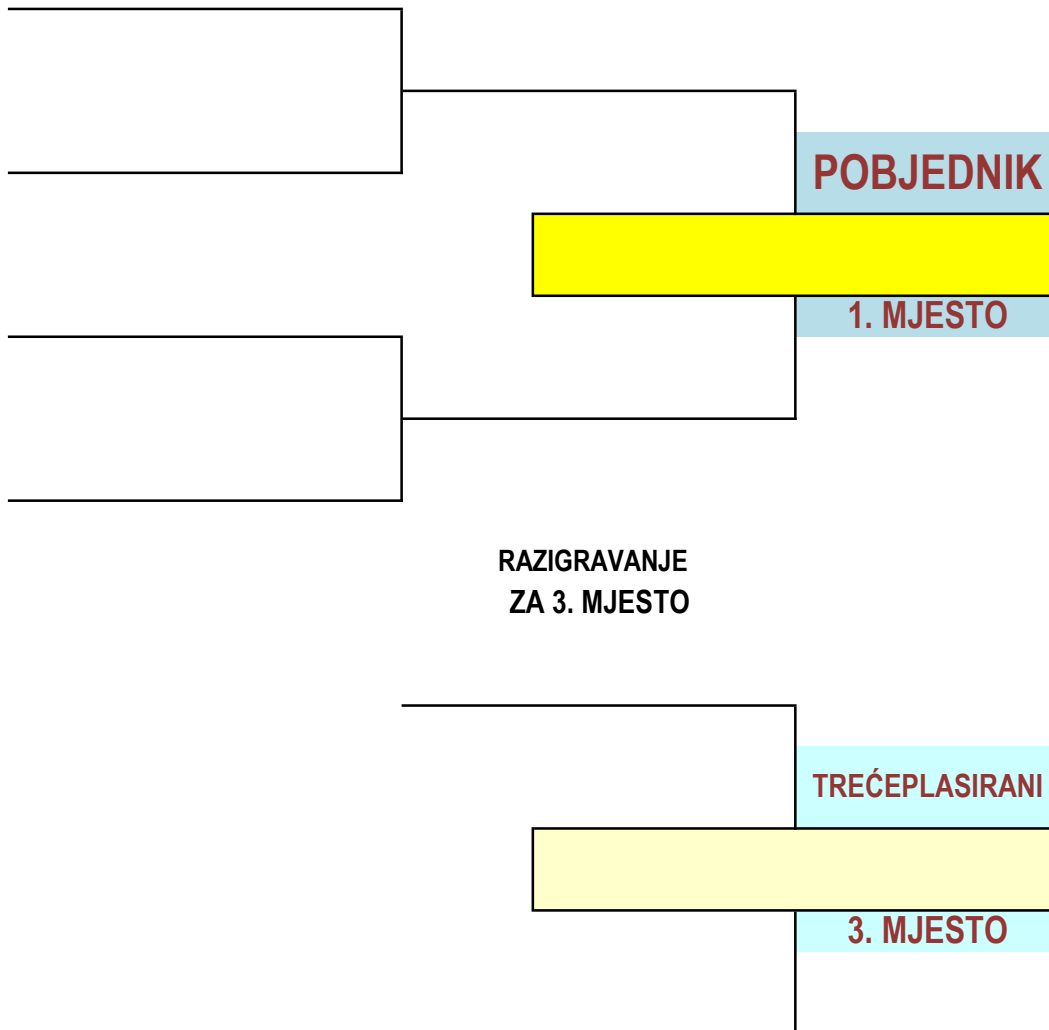 POBJEDNIK
1. MJESTO
RAZIGRAVANJE
ZA 3. MJESTO
TREĆEPLASIRANI
3. MJESTO